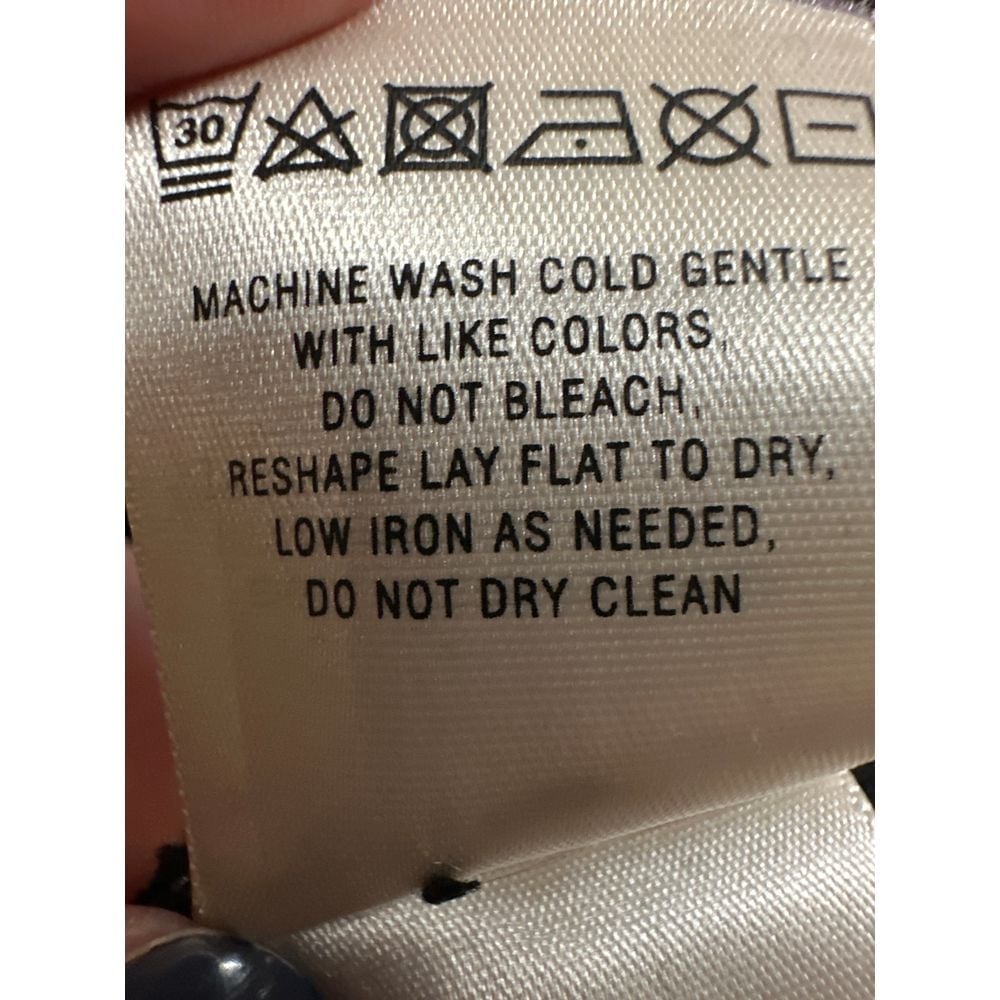 30
MACHINE WASH COLD GENTLE
WITH LIKE COLORS,
DO NOT BLEACH,
RESHAPE LAY FLAT TO DRY,
LOW IRON AS NEEDED,
DO NOT DRY CLEAN